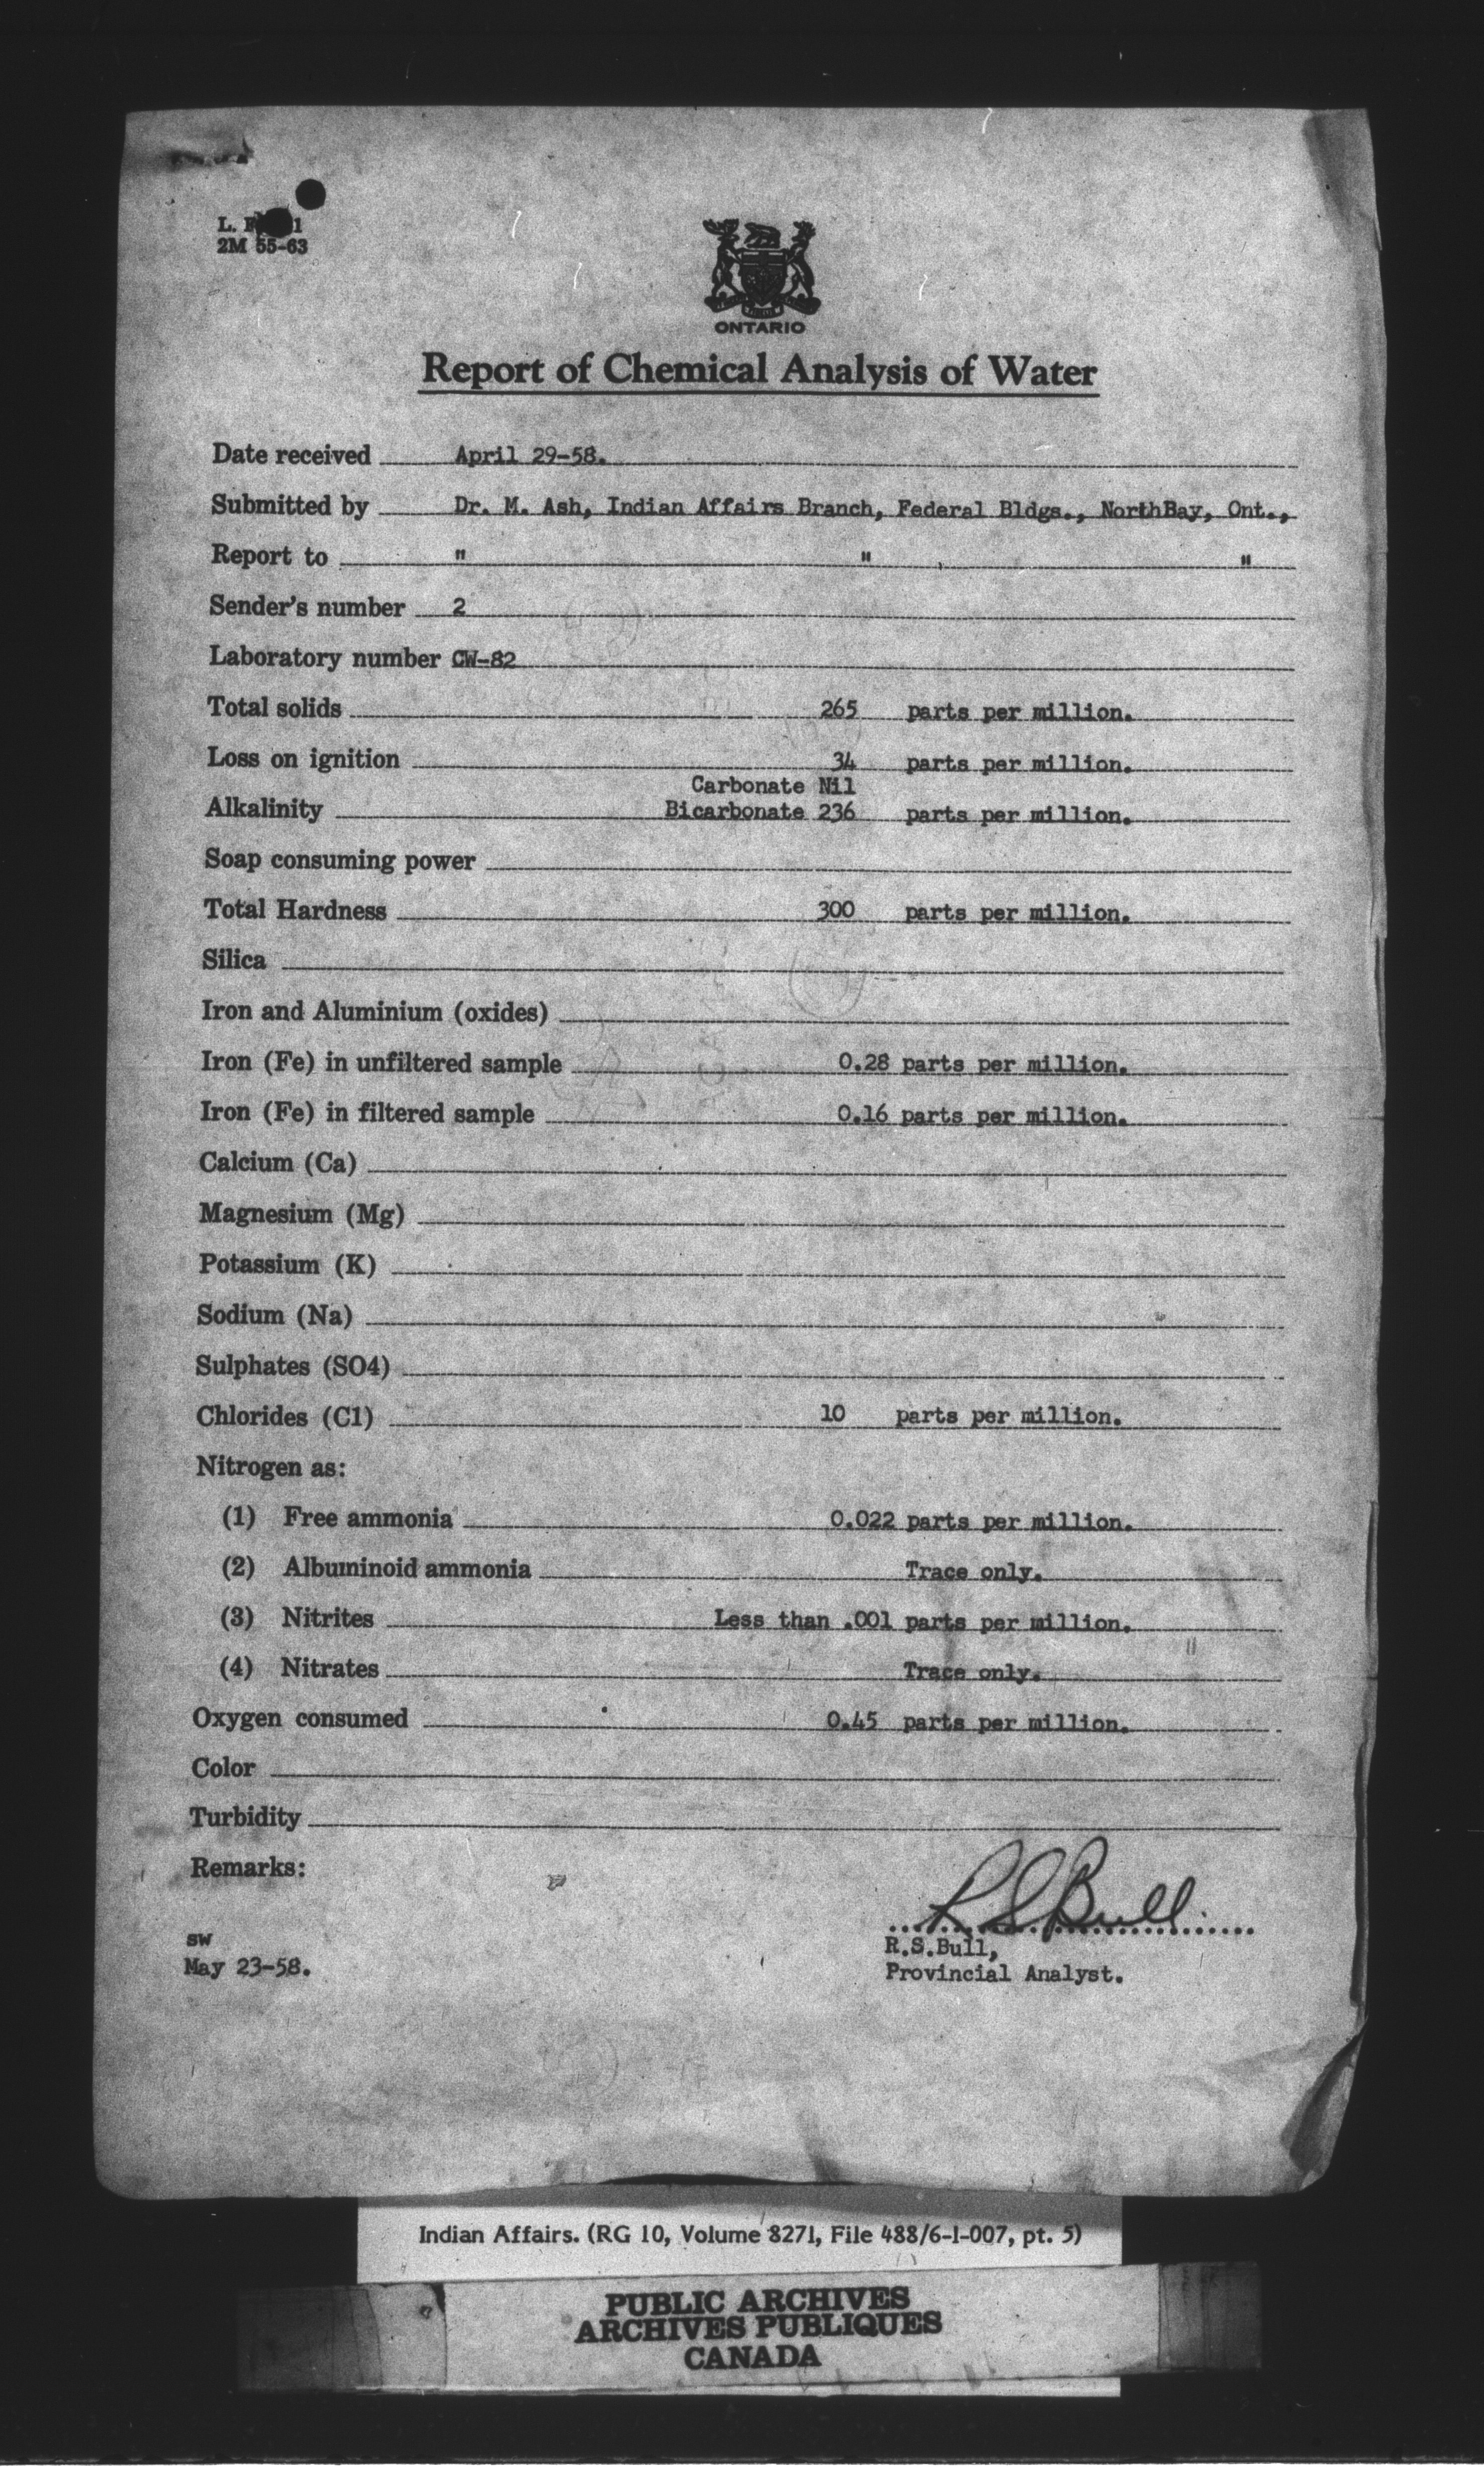 L. 1
2M 55-63
ONTARIO
Report of Chemical Analysis of Water
Date received April 29-58.
Submitted by Dr. M. Ash, Indian Affairs Branch, Federal Bldgs., NorthBay, Ont.,
Report to " " "
Sender's number 2
Laboratory number CW-82
Total solids 265 parts per million.
Loss on ignition 34 parts per million.
Carbonate Nil
Alkalinity Bicarbonate 236 parts per million.
Soap consuming power
Total Hardness 300 parts per million.
Silica
Iron and Aluminium (oxides)
Iron (Fe) in unfiltered sample 0.28 parts per million.
Iron (Fe) in filtered sample 0.16 parts per million.
Calcium (Ca)
Magnesium (Mg)
Potassium (K)
Sodium (Na)
Sulphates (SO4)
Chlorides (C1) 10 parts per million.
Nitrogen as:
(1) Free ammonia 0.022 parts per million.
(2) Albuminoid ammonia Trace only.
(3) Nitrites Less than .001 parts per million.
(4) Nitrates Trace only.
Oxygen consumed 0.45 parts per million.
Color
Turbidity
Remarks:
R S Bull
SW
R.S.Bull,
May 23-58.
Provincial Analyst.
Indian Affairs. (RG 10, Volume 8271, File 488/6-1-007, pt. 5)
PUBLIC ARCHIVES
ARCHIVES PUBLIQUES
CANADA